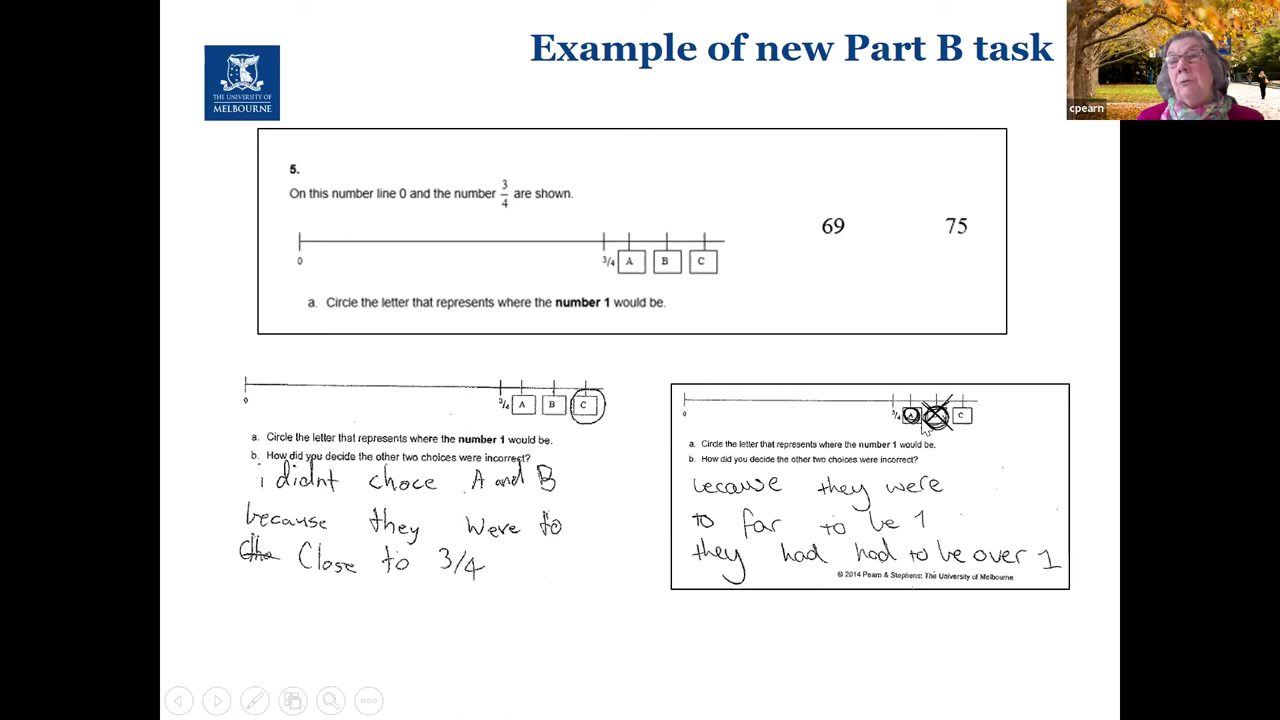 Example of new Part B task
THE UNIVERSITY OF
MELBOURNE
cpearn
5.
On this number line 0 and the number 3/4 are shown.
69 75
0 3/4 A B C
a. Circle the letter that represents where the number 1 would be.
0 3/4 A B C
a. Circle the letter that represents where the number 1 would be.
b. How did you decide the other two choices were incorrect?
i didnt choce A and B
because they were to
Close to 3/4
0 3/4 A C
a. Circle the letter that represents where the number 1 would be.
b. How did you decide the other two choices were incorrect?
because they were
to far to be 1
they had had to be over 1
© 2014 Pearn & Stephens: The University of Melbourne